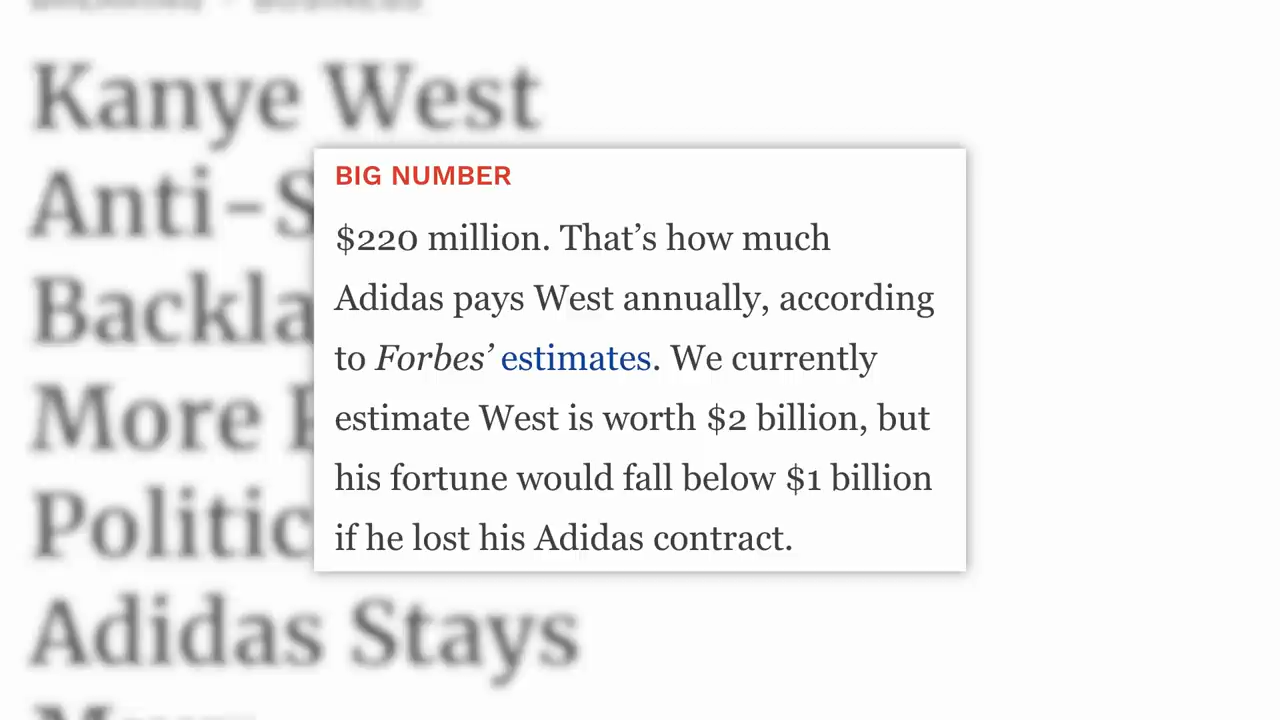 BREAKING • BUSINESS
Kanye West
Anti-S
Backla
More P
Politic
Adidas Stays
BIG NUMBER
$220 million. That’s how much
Adidas pays West annually, according
to Forbes’ estimates. We currently
estimate West is worth $2 billion, but
his fortune would fall below $1 billion
if he lost his Adidas contract.